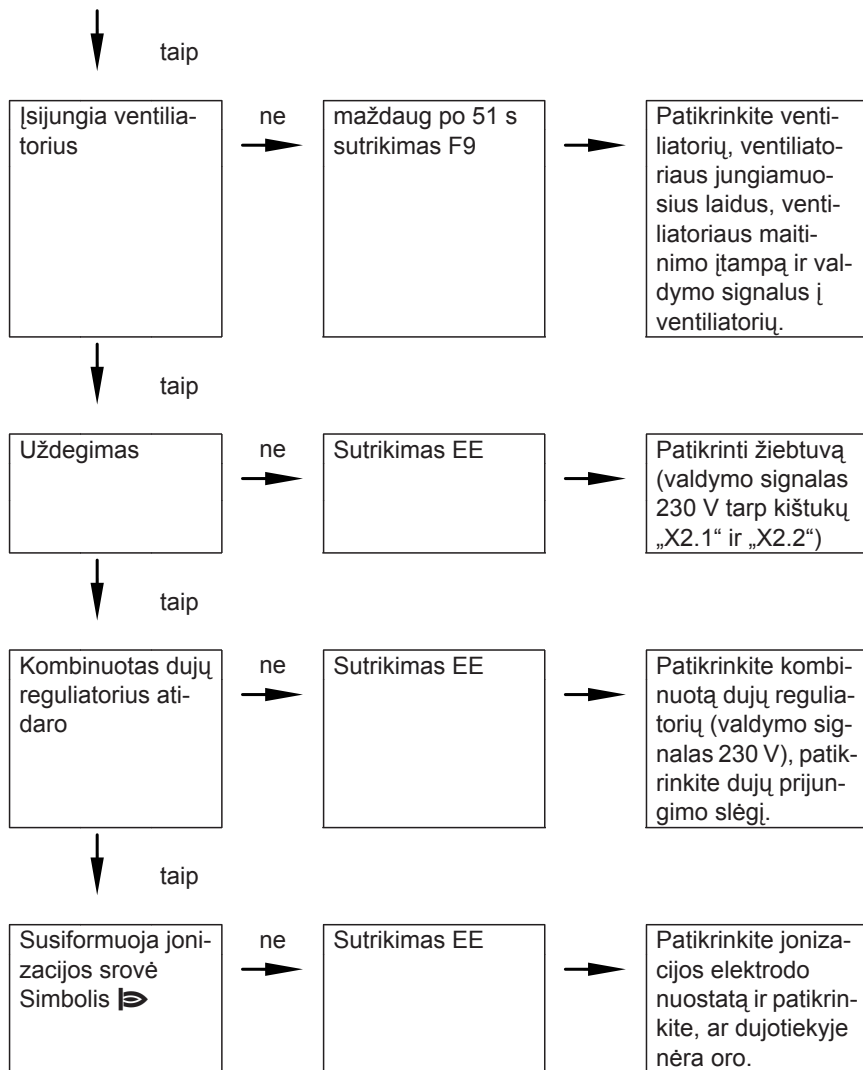 taip
Įsijungia ventilia-
torius
ne
maždaug po 51 s
sutrikimas F9
Patikrinkite venti-
liatorių, ventiliato-
riaus jungiamuo-
sius laidus, venti-
liatoriaus maiti-
nimo įtampą ir val-
dymo signalus į
ventiliatorių.
taip
Uždegimas
ne
Sutrikimas EE
Patikrinti žiebtuvą
(valdymo signalas
230 V tarp kištukų
„X2.1“ ir „X2.2“)
taip
Kombinuotas dujų
reguliatorius ati-
daro
ne
Sutrikimas EE
Patikrinkite kombi-
nuotą dujų regulia-
torių (valdymo sig-
nalas 230 V), patik-
rinkite dujų prijun-
gimo slėgį.
taip
Susiformuoja joni-
zacijos srovė
Simbolis
ne
Sutrikimas EE
Patikrinkite joniza-
cijos elektrodo
nuostatą ir patikrin-
kite, ar dujotiekyje
nėra oro.